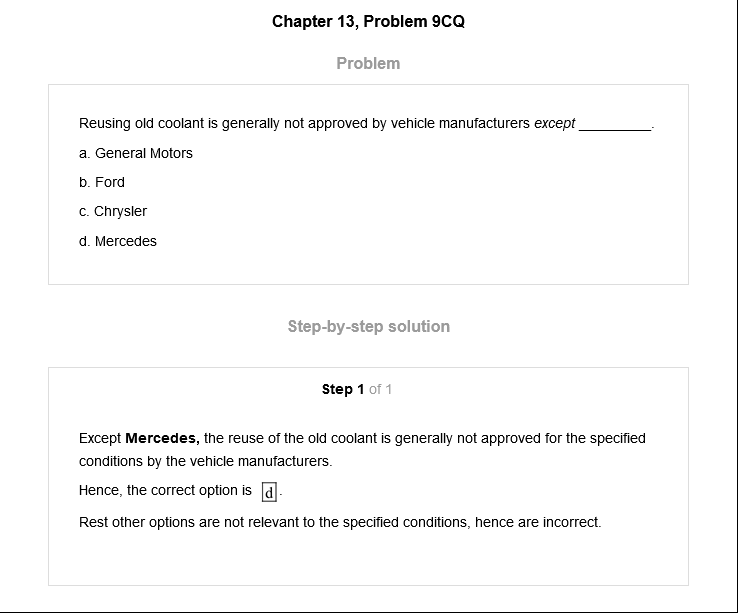 Chapter 13, Problem 9CQ
Problem
Reusing old coolant is generally not approved by vehicle manufacturers except _________.
a. General Motors
b. Ford
c. Chrysler
d. Mercedes
Step-by-step solution
Step 1 of 1
Except Mercedes, the reuse of the old coolant is generally not approved for the specified
conditions by the vehicle manufacturers.
Hence, the correct option is d.
Rest other options are not relevant to the specified conditions, hence are incorrect.